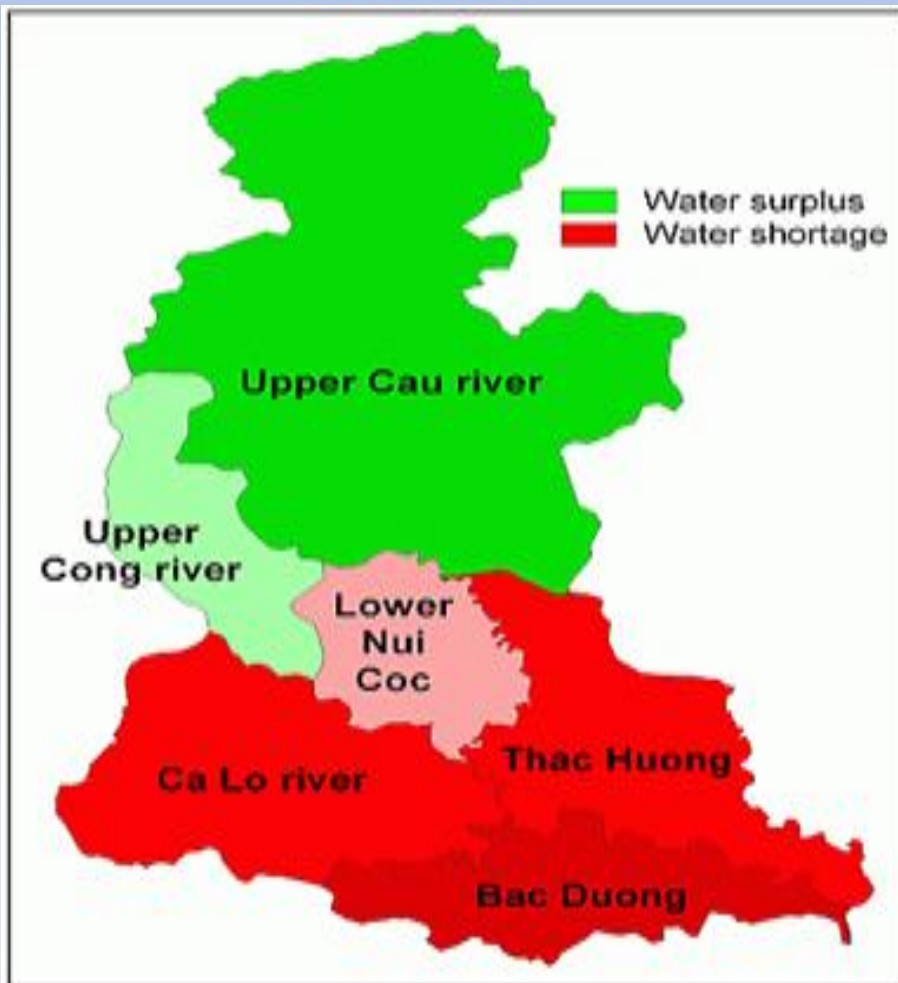 Water surplus
Water shortage
Upper Cau river
Upper
Cong river
Lower
Nui
Coc
Thac Huong
Ca Lo river
Bac Duong